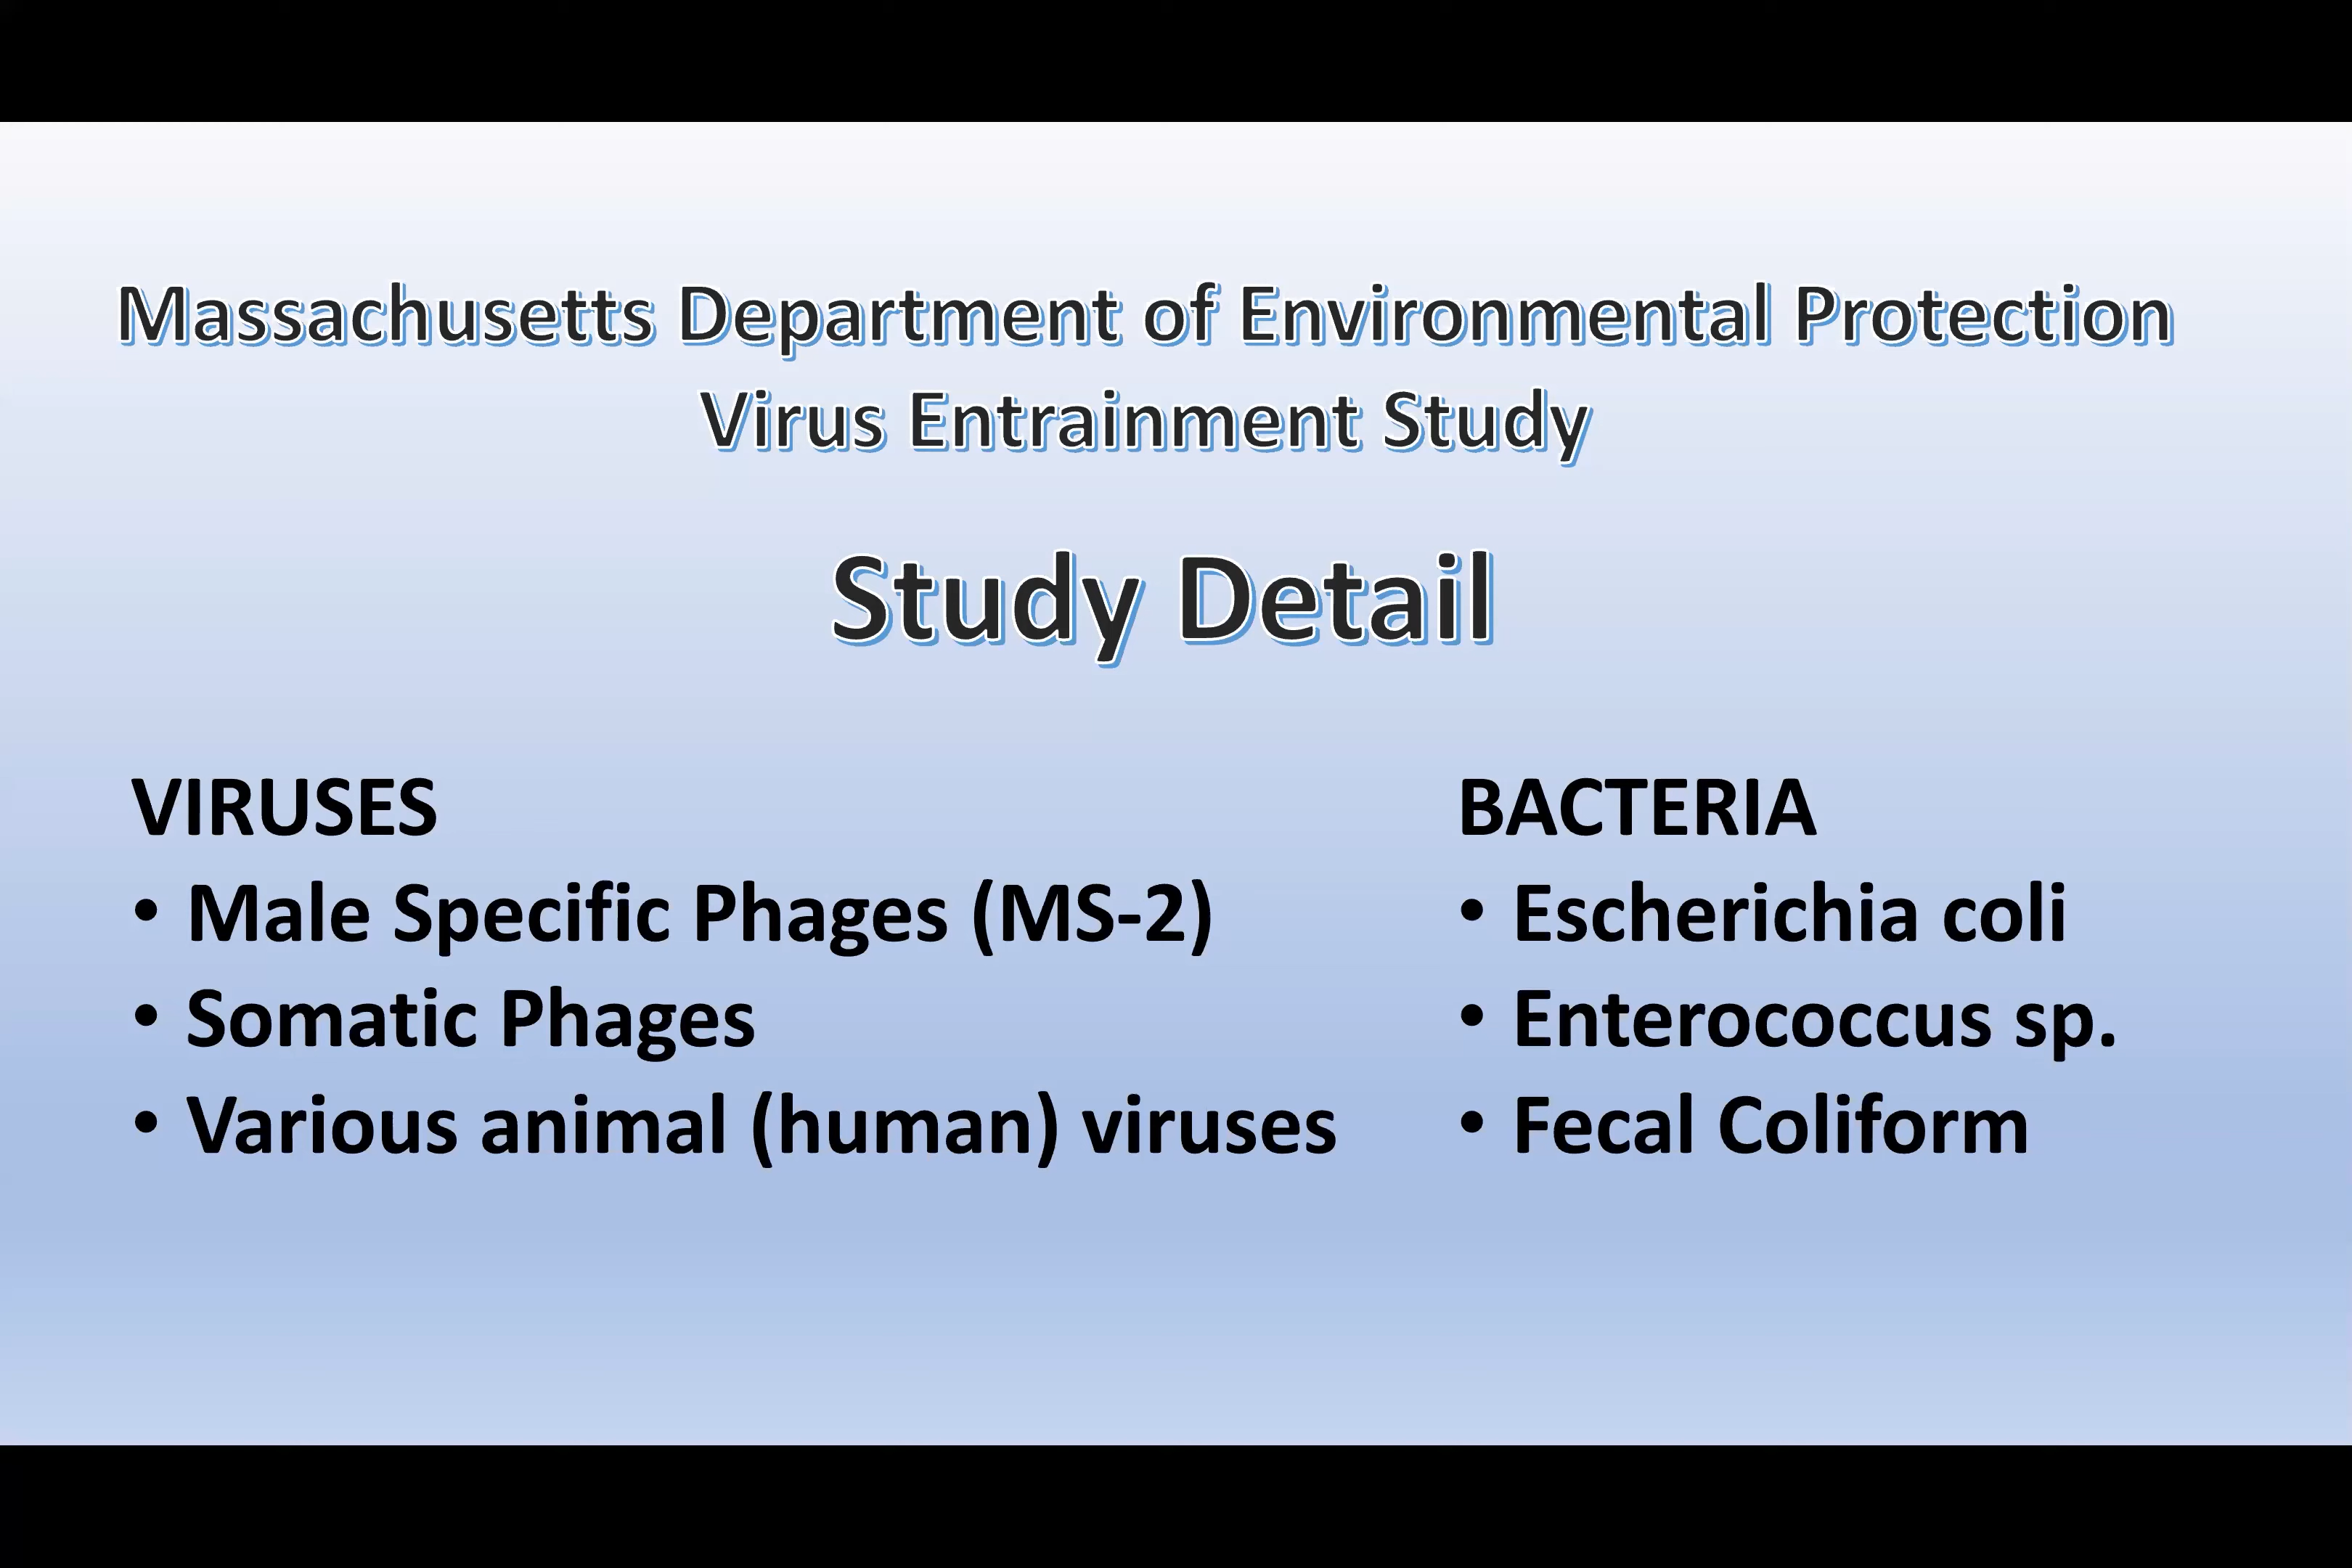 Massachusetts Department of Environmental Protection
Virus Entrainment Study
Study Detail
VIRUSES
• Male Specific Phages (MS-2)
• Somatic Phages
• Various animal (human) viruses
BACTERIA
• Escherichia coli
• Enterococcus sp.
• Fecal Coliform